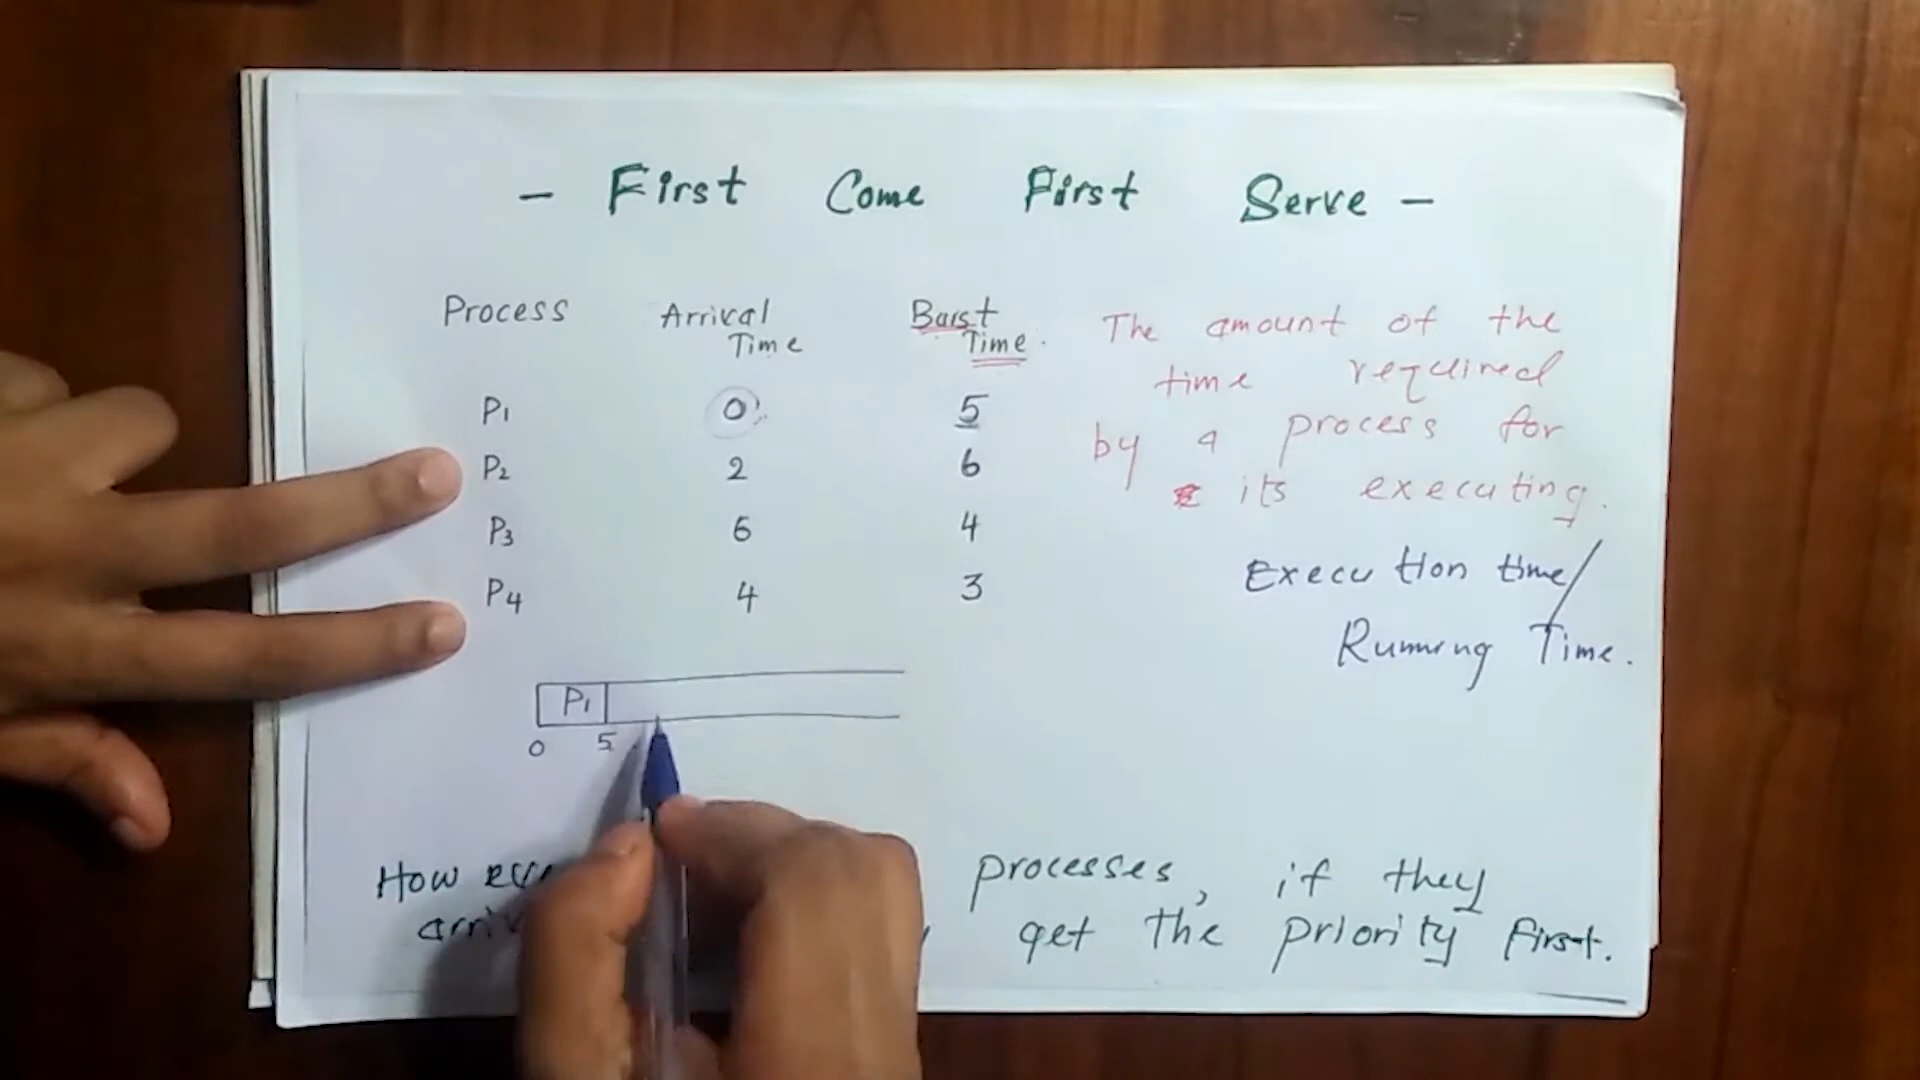 - First Come First Serve -
Process Arrival Time Burst Time.
P1 0 5
P2 2 6
P3 6 4
P4 4 3
The amount of the
time required
by a process for
its executing.
Execution time/
Running Time.
P1
0 5
How processes, if they
get the priority first.